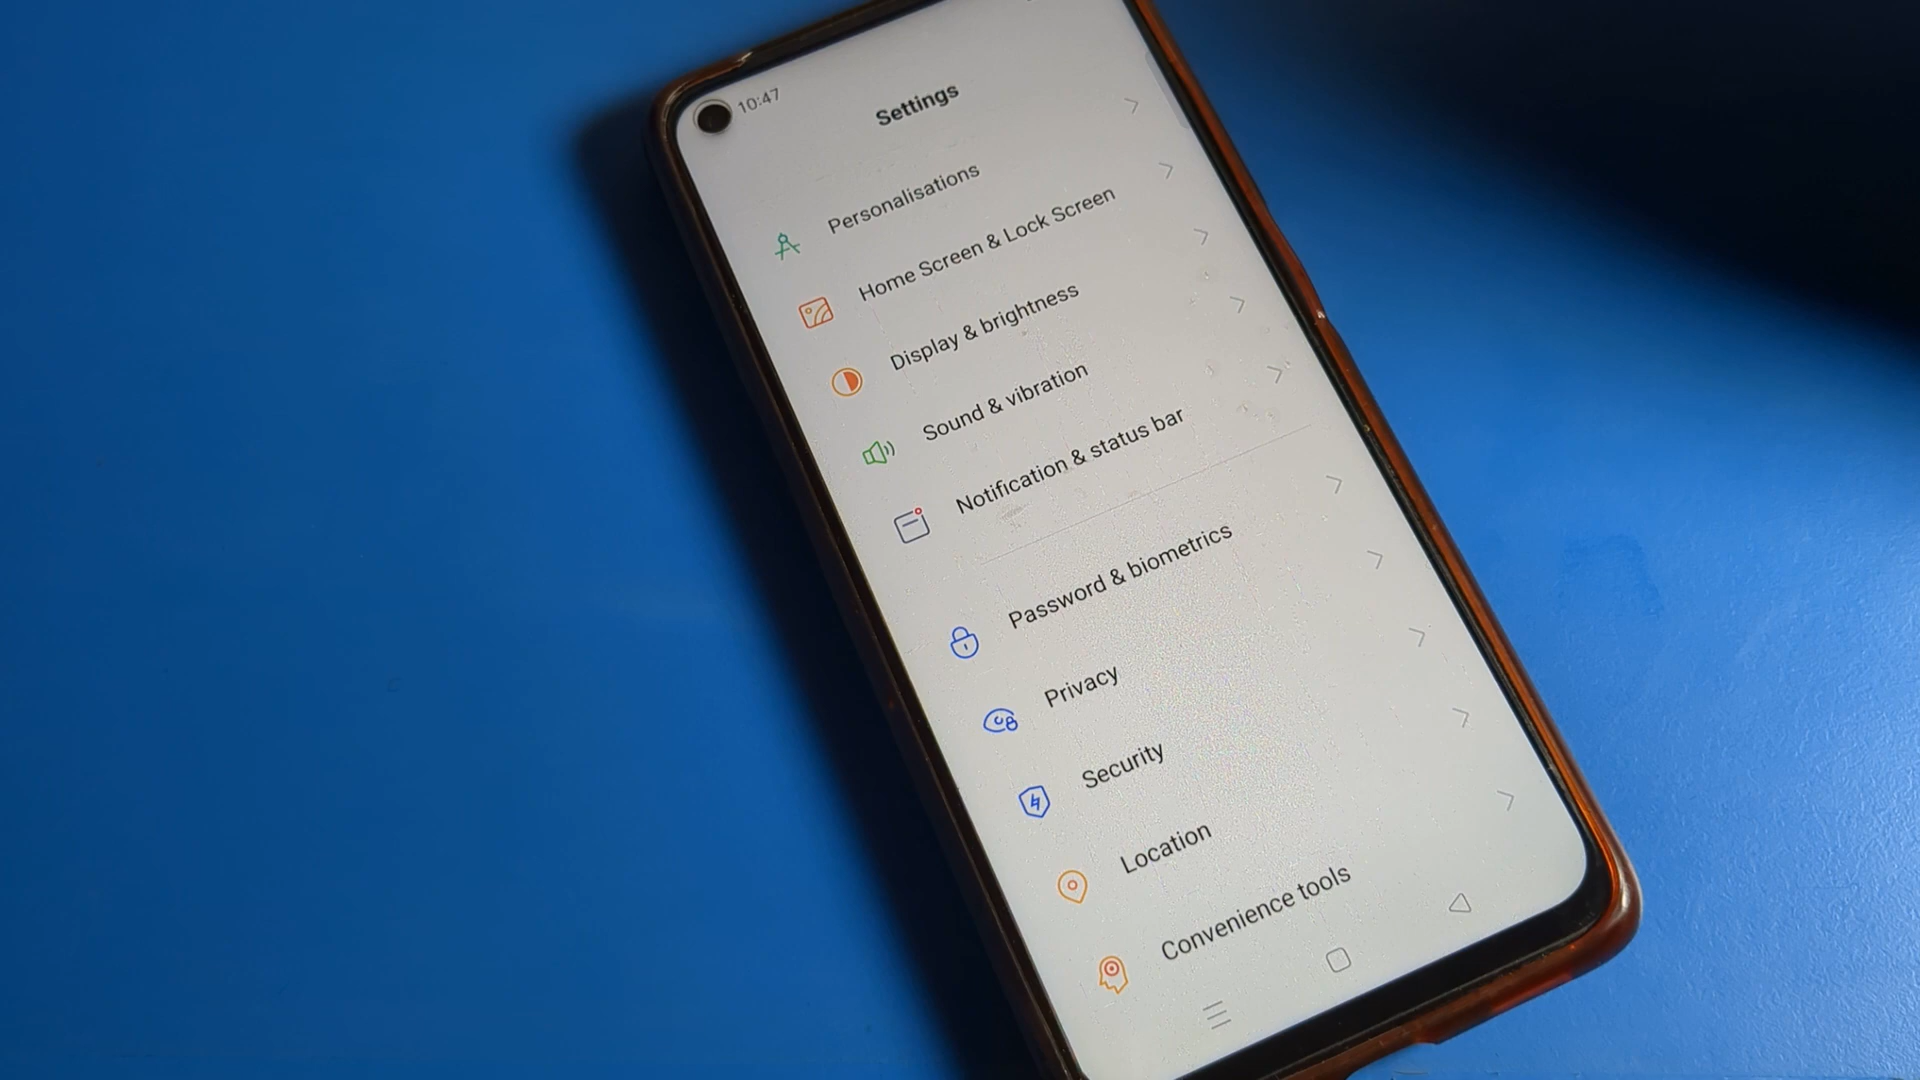 10:47
Settings
Personalisations
Home Screen & Lock Screen
Display & brightness
Sound & vibration
Notification & status bar
Password & biometrics
Privacy
Security
Location
Convenience tools